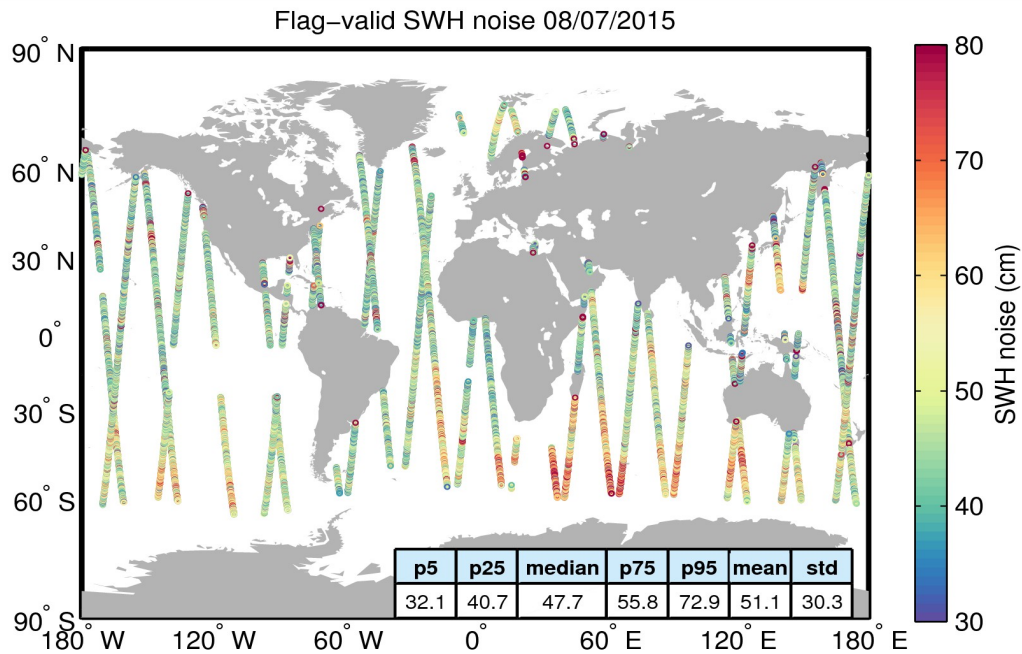 Flag−valid SWH noise 08/07/2015
90° N
60° N
30° N
0°
30° S
60° S
90° S
180° W 120° W 60° W 0° 60° E 120° E 180° E
p5 p25 median p75 p95 mean std
32.1 40.7 47.7 55.8 72.9 51.1 30.3
80
70
60
50
40
30
SWH noise (cm)